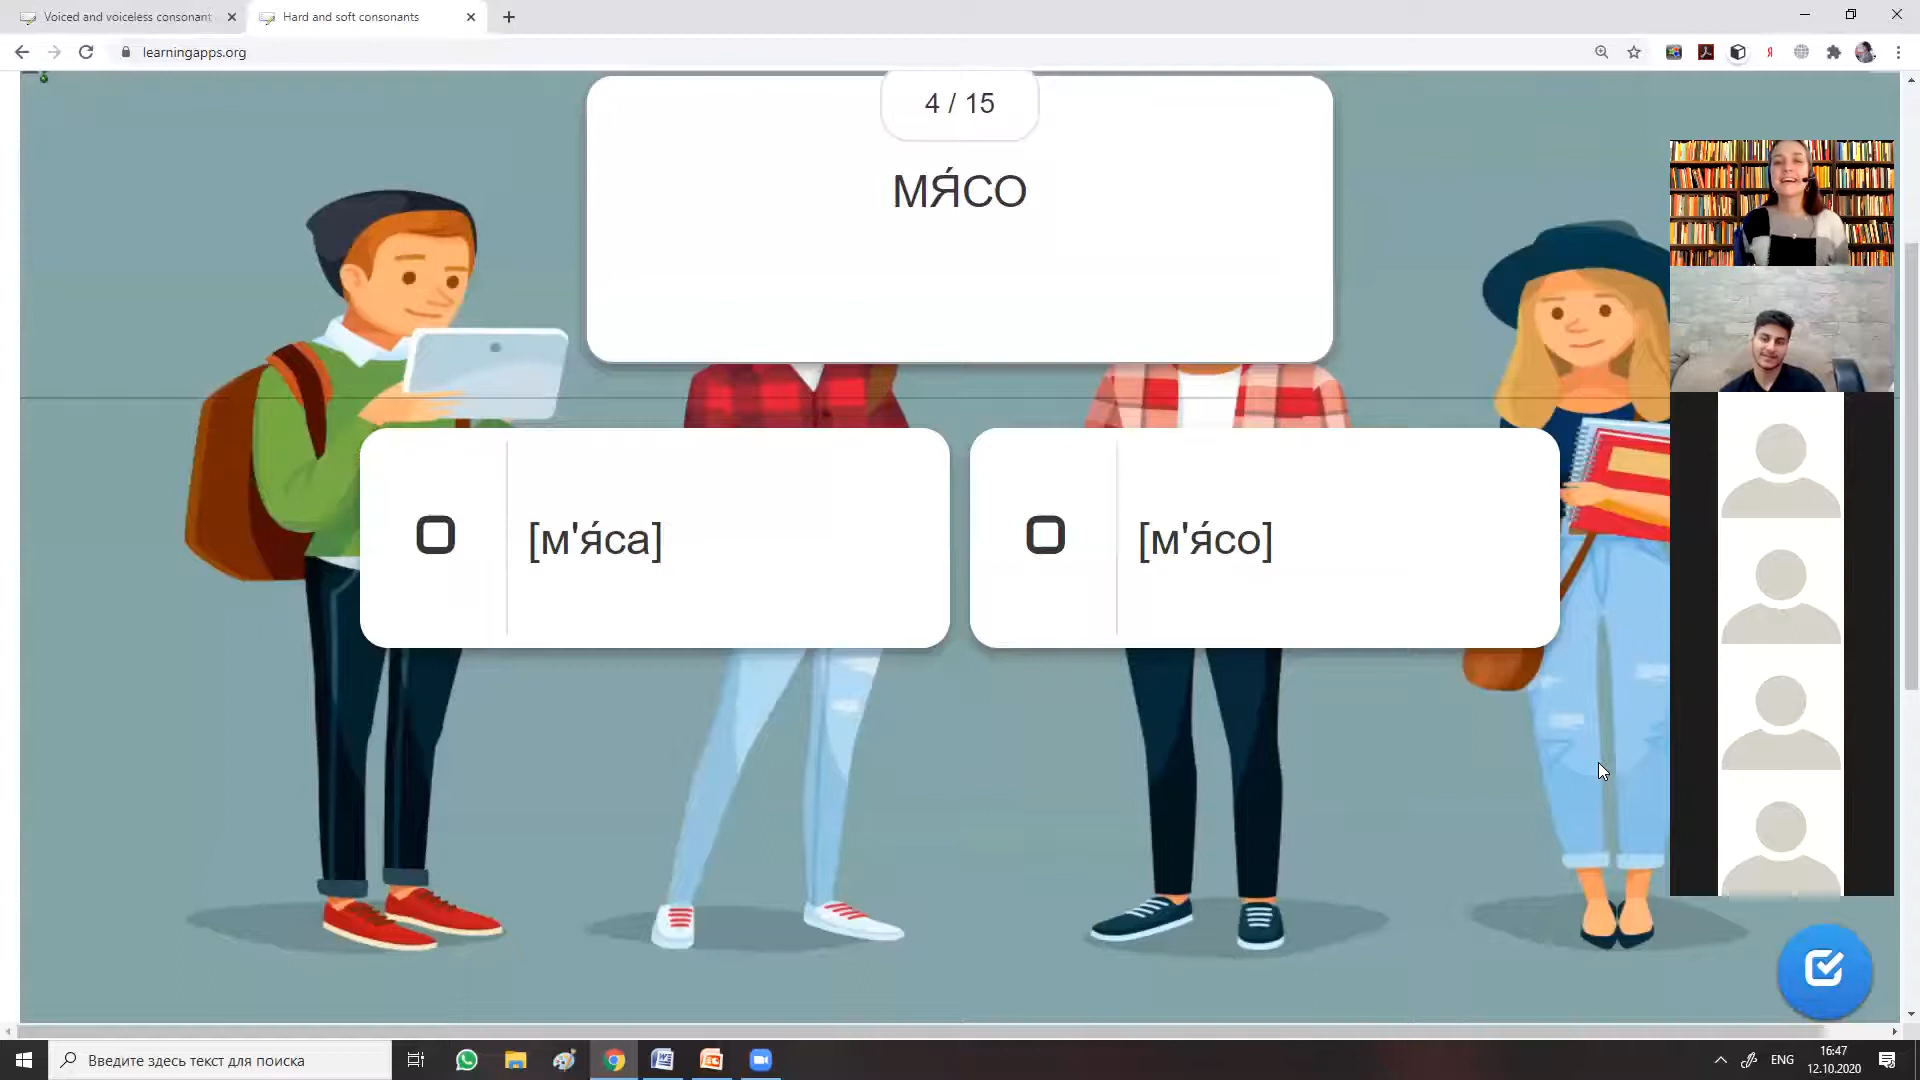 Voiced and voiceless consonant
Hard and soft consonants
learningapps.org
4 / 15
МЯ́СО
[м'я́са]
[м'я́со]
Введите здесь текст для поиска
ENG
16:47
12.10.2020